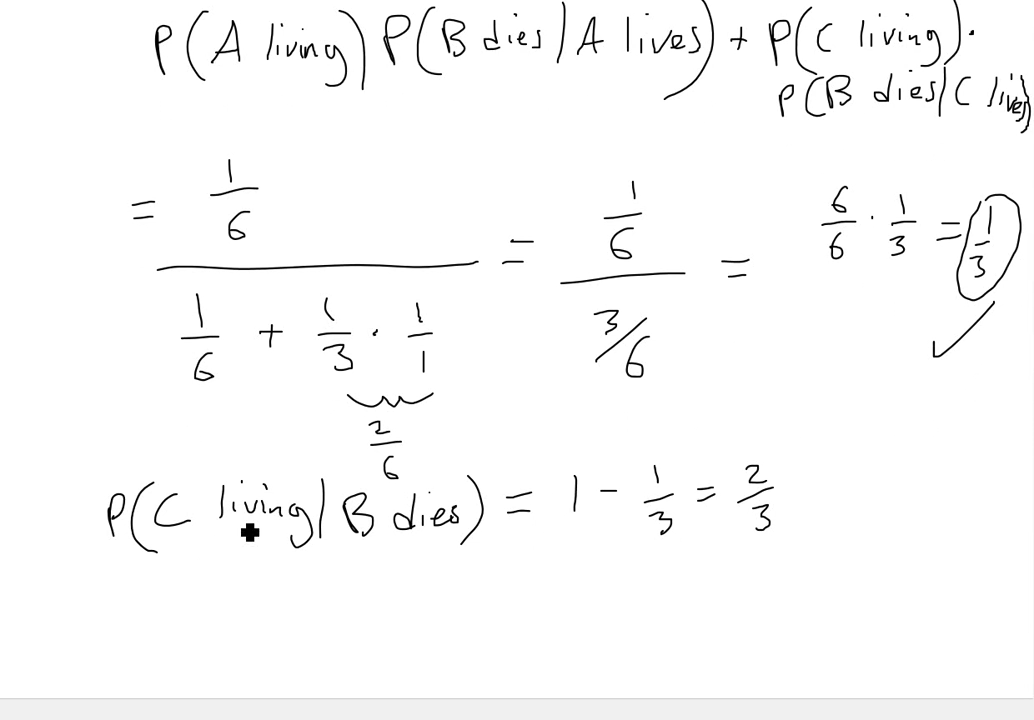 P(A living) P(B dies | A lives) + P(C living) ·
P(B dies | C lives)
= 1/6 / (1/6 + 1/3 · 1/1) = 1/6 / 3/6 = 6/6 · 1/3 = 1/3 ✓
2/6
P(C living | B dies) = 1 - 1/3 = 2/3